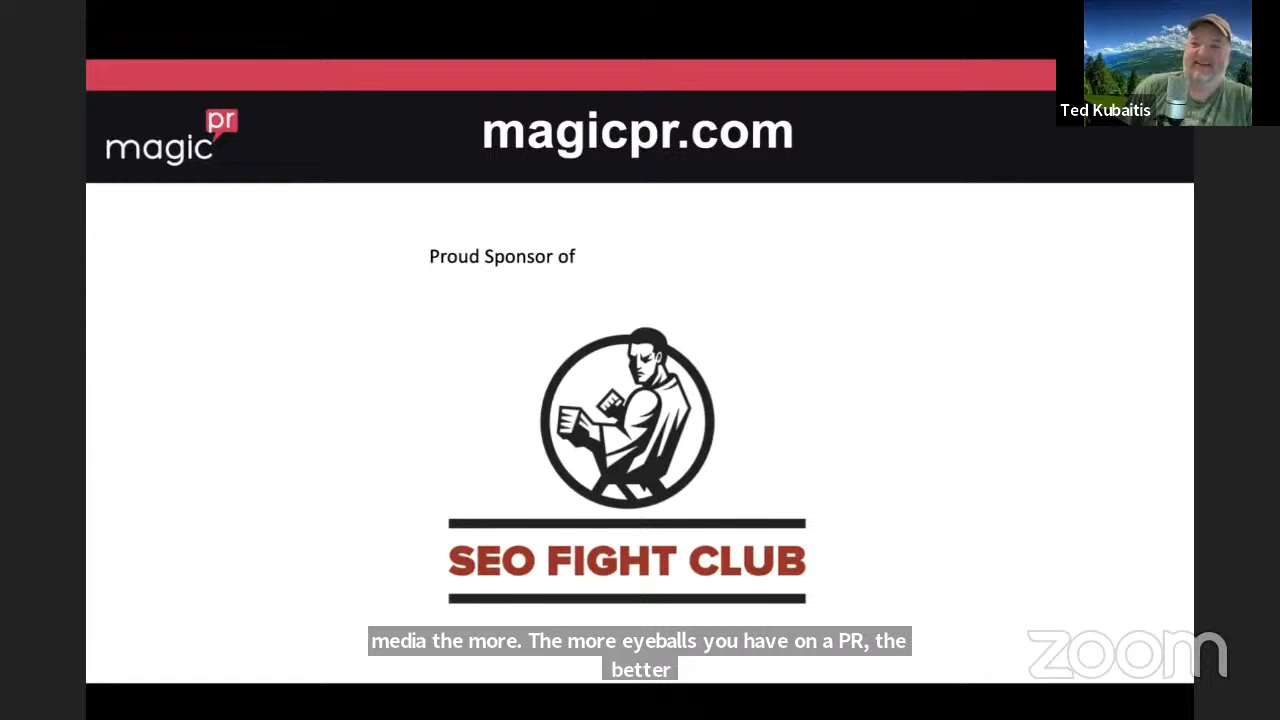 magic
pr
magicpr.com
Ted Kubaitis
Proud Sponsor of
SEO FIGHT CLUB
media the more. The more eyeballs you have on a PR, the
better
zoom